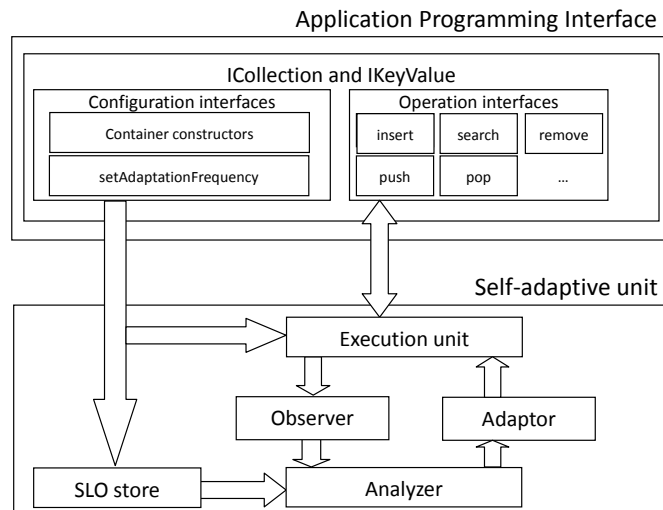 Application Programming Interface
ICollection and IKeyValue
Configuration interfaces
Container constructors
setAdaptationFrequency
Operation interfaces
insert
search
remove
push
pop
...
Self-adaptive unit
Execution unit
Observer
Adaptor
SLO store
Analyzer